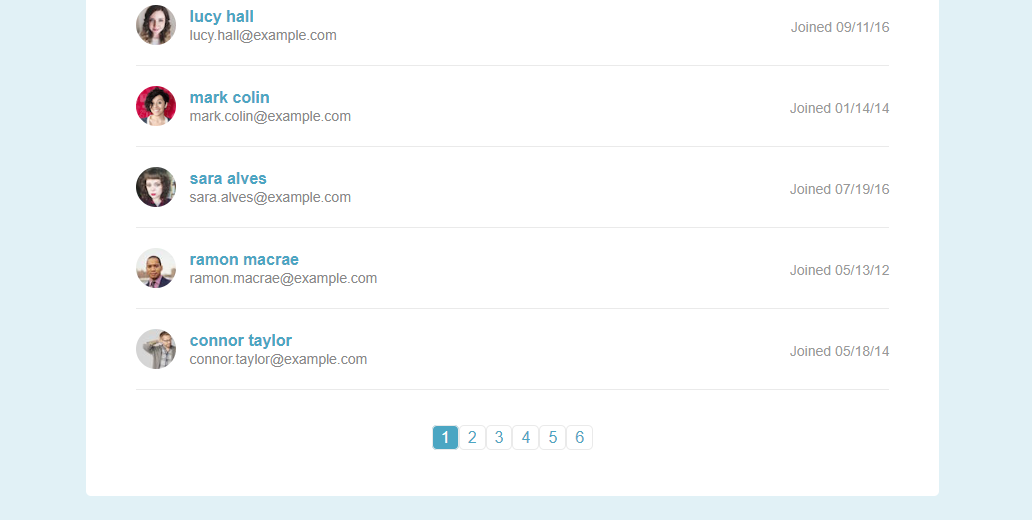 lucy hall
lucy.hall@example.com
Joined 09/11/16
mark colin
mark.colin@example.com
Joined 01/14/14
sara alves
sara.alves@example.com
Joined 07/19/16
ramon macrae
ramon.macrae@example.com
Joined 05/13/12
connor taylor
connor.taylor@example.com
Joined 05/18/14
1 2 3 4 5 6